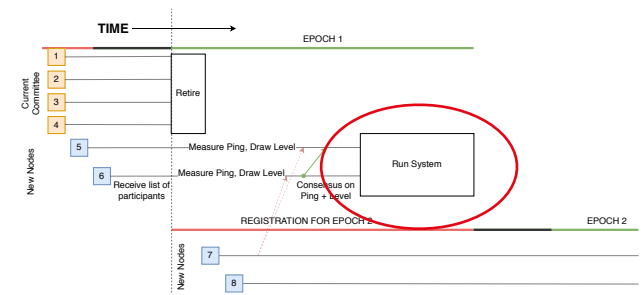 TIME
EPOCH 1
Current
Committee
1
2
3
4
Retire
New Nodes
5
Measure Ping, Draw Level
6
Measure Ping, Draw Level
Receive list of
participants
Consensus on
Ping + Level
Run System
REGISTRATION FOR EPOCH 2
EPOCH 2
New Nodes
7
8